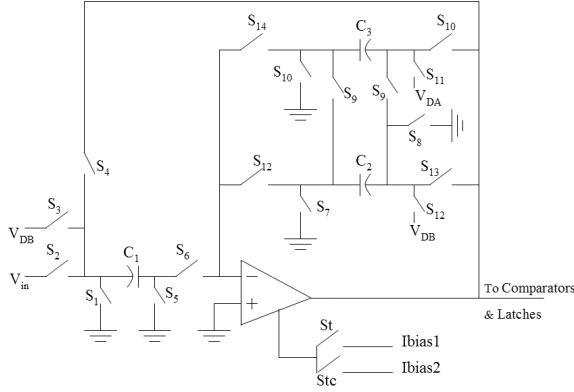 S14
C3
S10
S10
S9
S9
S11
VDA
S8
S4
S12
C2
S13
S3
S7
S12
VDB
VDB
S2
C1
S6
Vin
S1
S5
−
+
To Comparators
& Latches
St
Ibias1
Ibias2
Stc